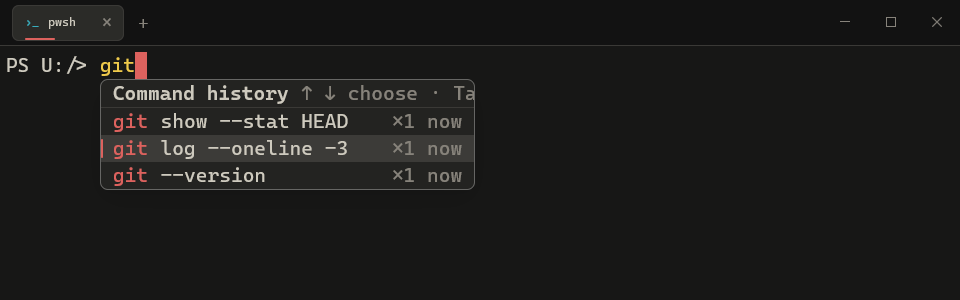 ›_ pwsh × +
PS U:/> git
Command history ↑ ↓ choose · Ta
git show --stat HEAD ×1 now
git log --oneline -3 ×1 now
git --version ×1 now